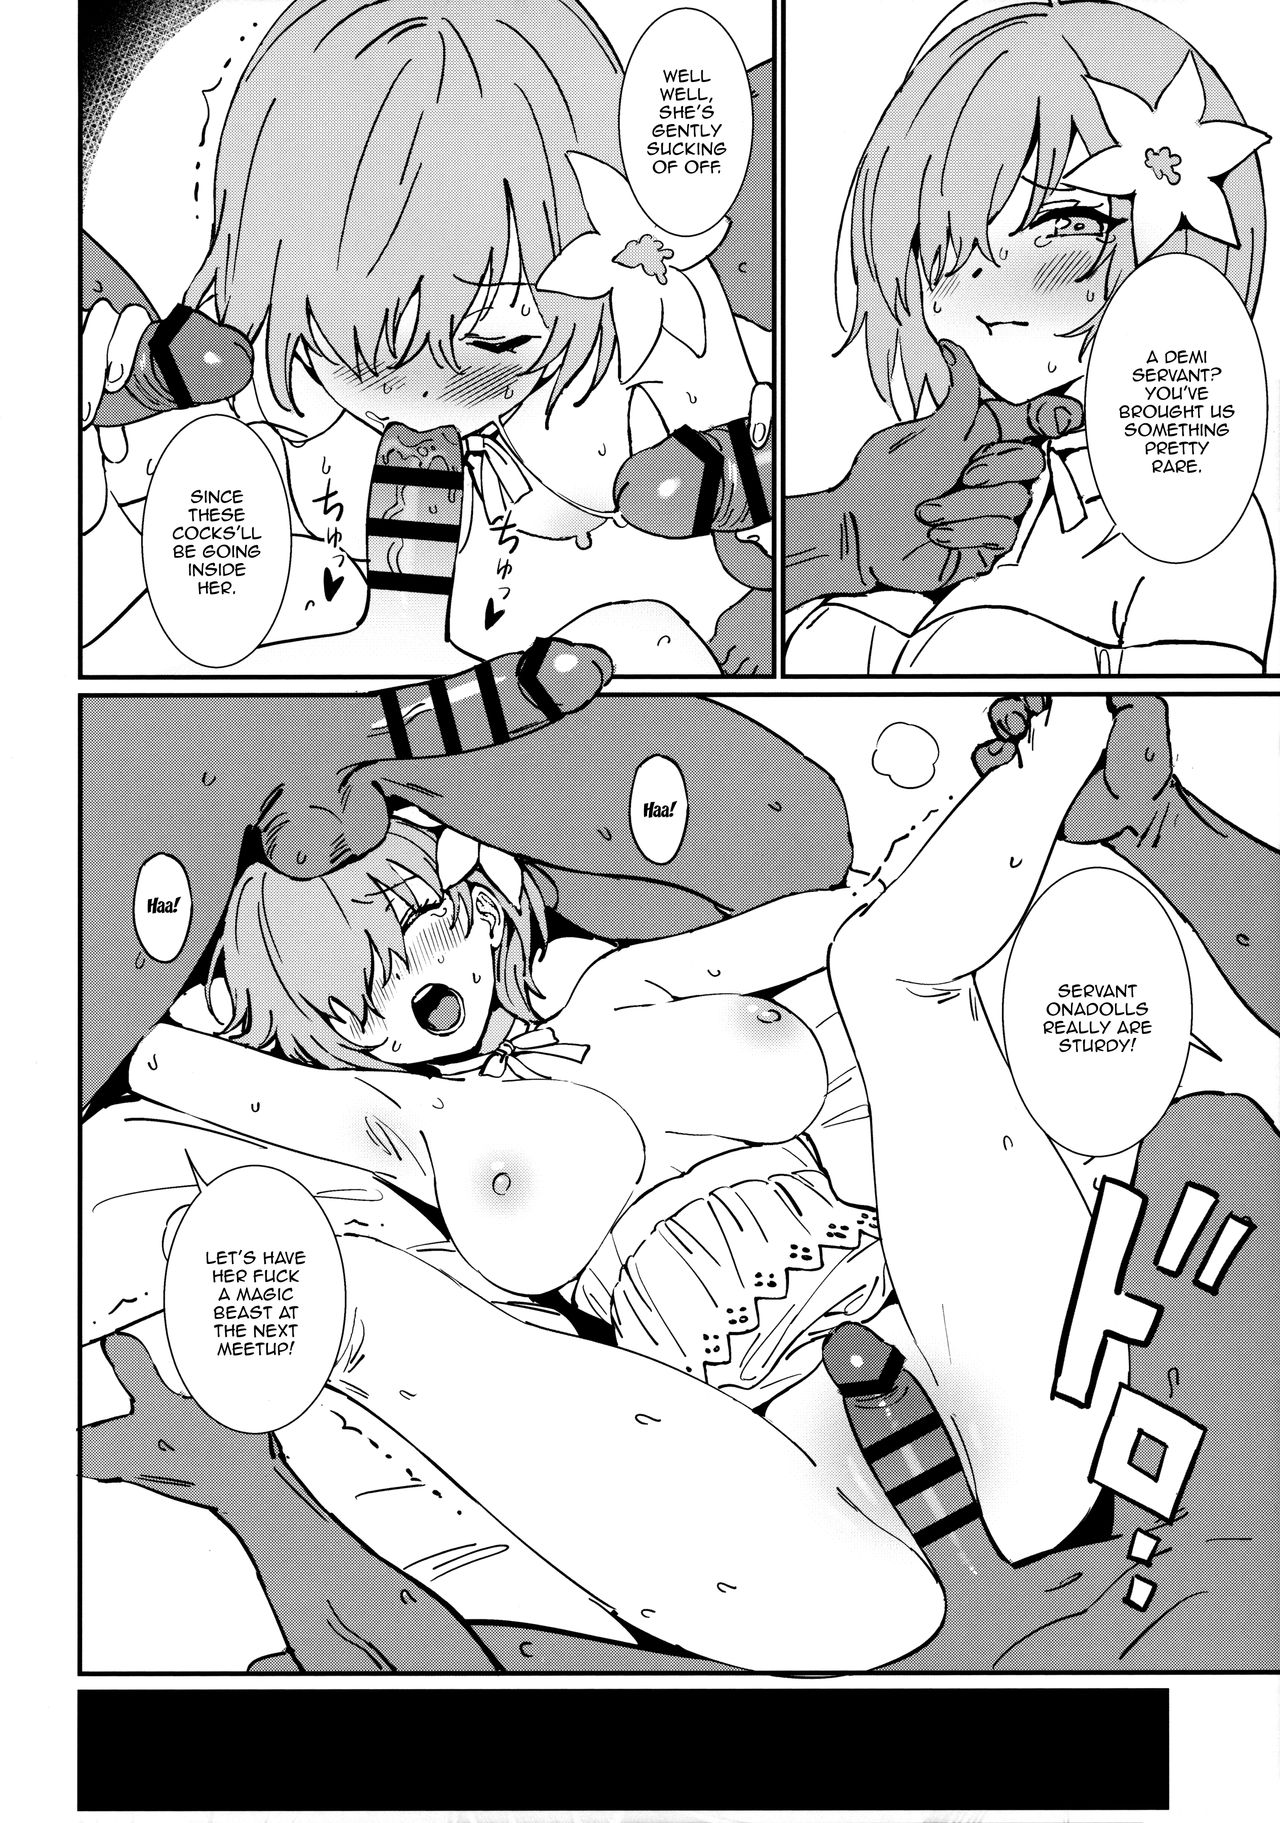 A DEMI
SERVANT?
YOU'VE
BROUGHT US
SOMETHING
PRETTY
RARE.
WELL
WELL,
SHE'S
GENTLY
SUCKING
OF OFF.
SINCE
THESE
COCKS'LL
BE GOING
INSIDE
HER.
ちゅっ
ちゅっ
Haa!
Haa!
SERVANT
ONADOLLS
REALLY ARE
STURDY!
LET'S HAVE
HER FUCK
A MAGIC
BEAST AT
THE NEXT
MEETUP!
ドロ